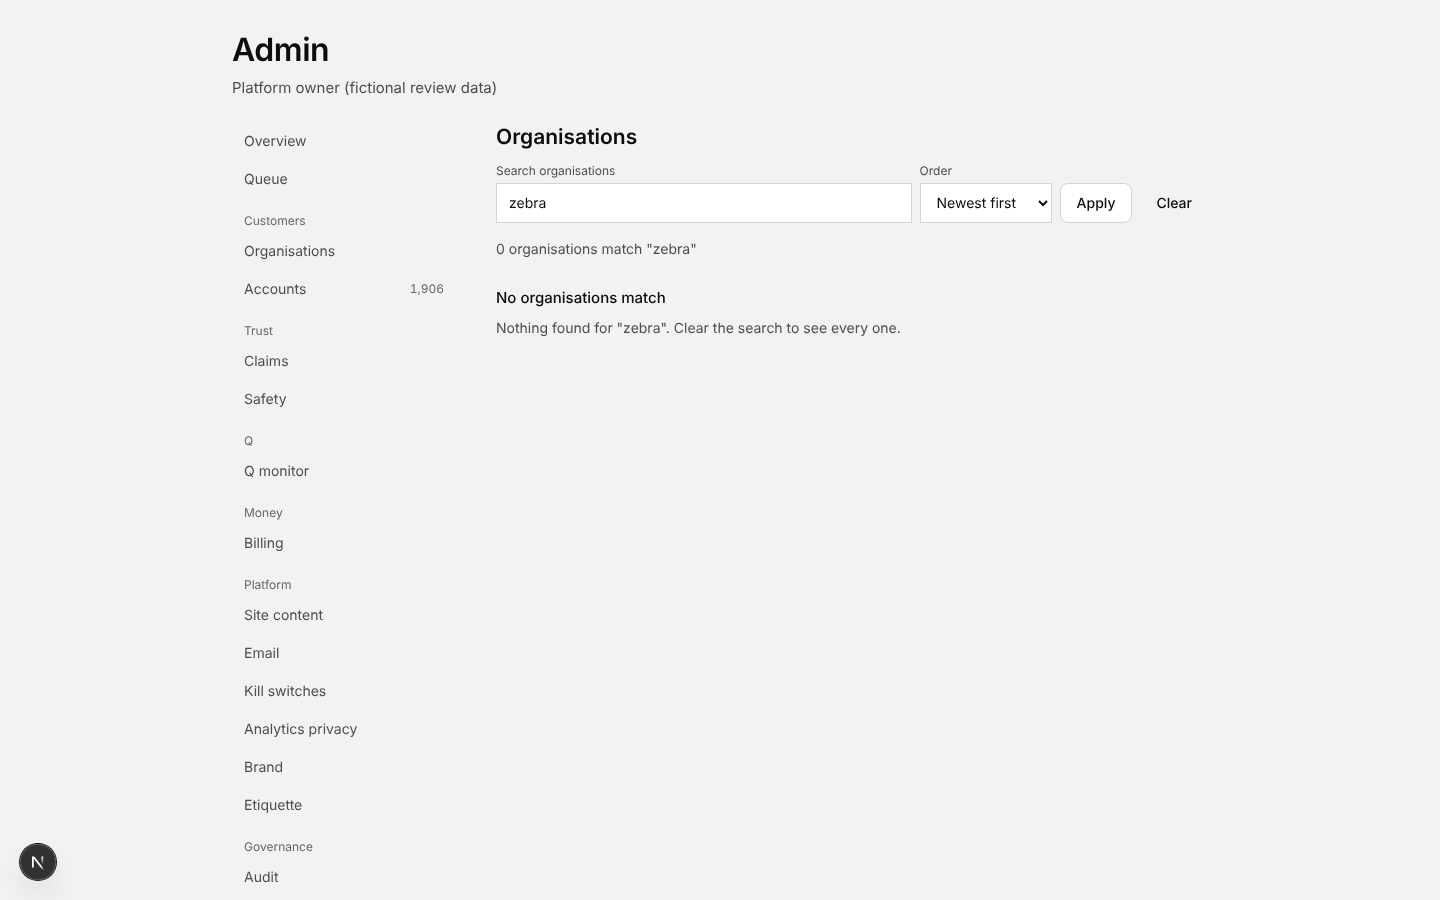 Admin
Platform owner (fictional review data)
Overview
Queue
Customers
Organisations
Accounts 1,906
Trust
Claims
Safety
Q
Q monitor
Money
Billing
Platform
Site content
Email
Kill switches
Analytics privacy
Brand
Etiquette
Governance
Audit
Organisations
Search organisations Order
zebra Newest first Apply Clear
0 organisations match "zebra"
No organisations match
Nothing found for "zebra". Clear the search to see every one.
N